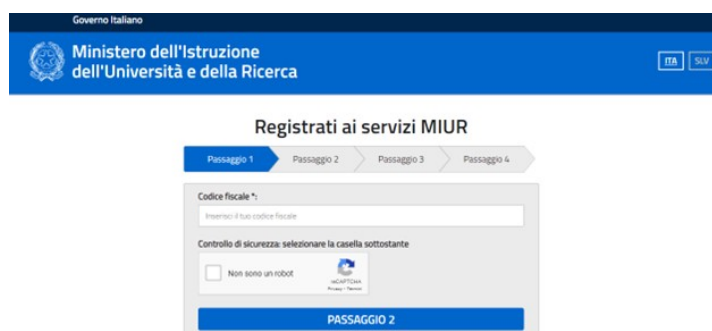 Governo Italiano
Ministero dell'Istruzione
dell'Università e della Ricerca
ITA SLV
Registrati ai servizi MIUR
Passaggio 1 Passaggio 2 Passaggio 3 Passaggio 4
Codice fiscale *:
Inserisci il tuo codice fiscale
Controllo di sicurezza: selezionare la casella sottostante
Non sono un robot
reCAPTCHA
Privacy - Termini
PASSAGGIO 2